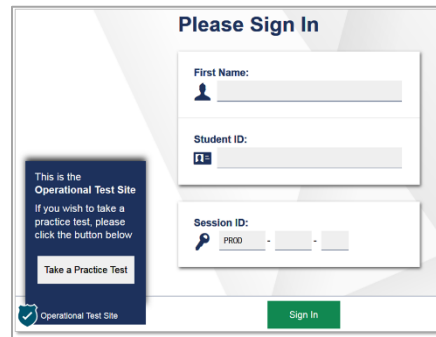 Please Sign In
First Name:
Student ID:
Session ID:
PROD - -
This is the
Operational Test Site
If you wish to take a
practice test, please
click the button below
Take a Practice Test
Operational Test Site
Sign In